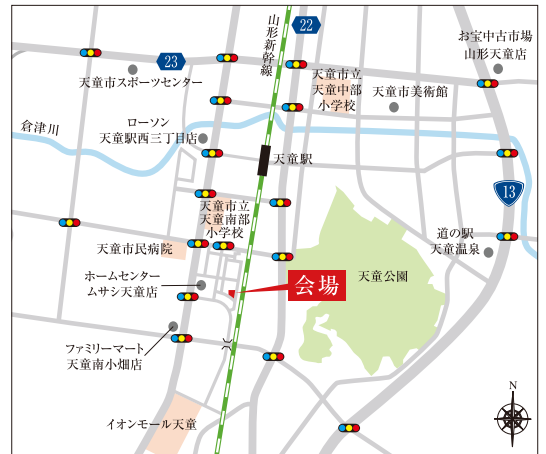 22
山形新幹線
お宝中古市場
山形天童店
23
天童市スポーツセンター
天童市立
天童中部
小学校
天童市美術館
倉津川
ローソン
天童駅西三丁目店
天童駅
13
天童市立
天童南部
小学校
道の駅
天童温泉
天童市民病院
天童公園
ホームセンター
ムサシ天童店
会場
ファミリーマート
天童南小畑店
イオンモール天童
N